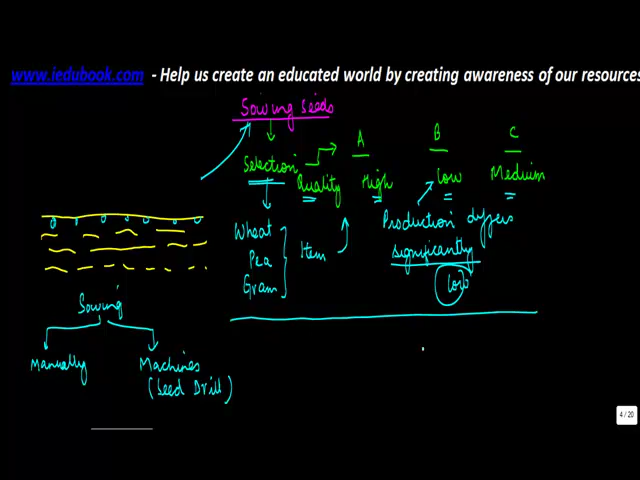 www.iedubook.com - Help us create an educated world by creating awareness of our resources
Sowing Seeds
A B C
Selection
Quality High Low Medium
Production differs
significantly
Low
Wheat
Pea
Gram
Item
Sowing
Manually
Machines
(Seed Drill)
4 / 20